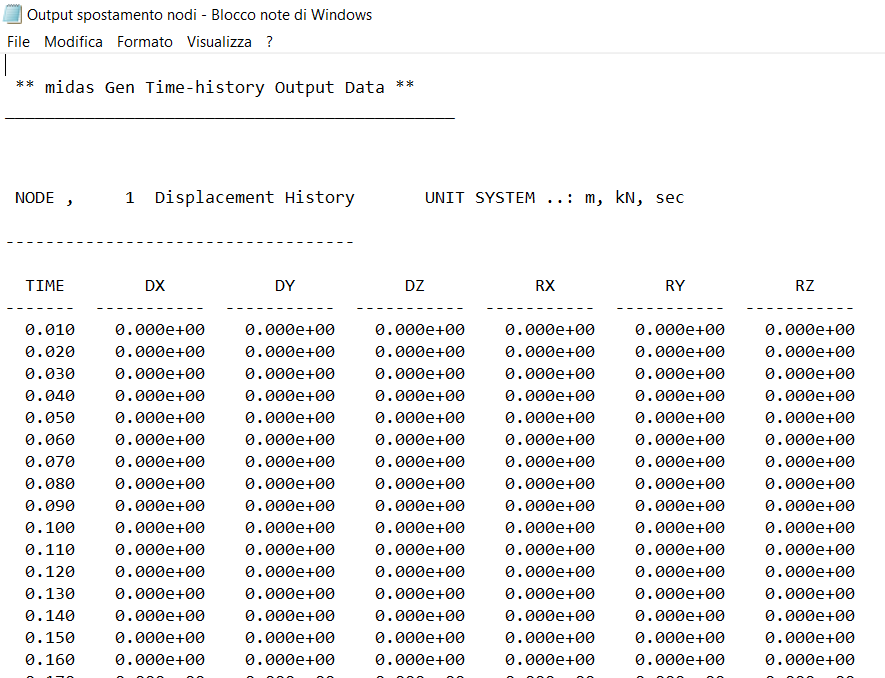 Output spostamento nodi - Blocco note di Windows
File Modifica Formato Visualizza ?
** midas Gen Time-history Output Data **
NODE , 1 Displacement History UNIT SYSTEM ..: m, kN, sec
-----------------------------------
TIME DX DY DZ RX RY RZ
------- ----------- ----------- ----------- ----------- ----------- -----------
0.010 0.000e+00 0.000e+00 0.000e+00 0.000e+00 0.000e+00 0.000e+00
0.020 0.000e+00 0.000e+00 0.000e+00 0.000e+00 0.000e+00 0.000e+00
0.030 0.000e+00 0.000e+00 0.000e+00 0.000e+00 0.000e+00 0.000e+00
0.040 0.000e+00 0.000e+00 0.000e+00 0.000e+00 0.000e+00 0.000e+00
0.050 0.000e+00 0.000e+00 0.000e+00 0.000e+00 0.000e+00 0.000e+00
0.060 0.000e+00 0.000e+00 0.000e+00 0.000e+00 0.000e+00 0.000e+00
0.070 0.000e+00 0.000e+00 0.000e+00 0.000e+00 0.000e+00 0.000e+00
0.080 0.000e+00 0.000e+00 0.000e+00 0.000e+00 0.000e+00 0.000e+00
0.090 0.000e+00 0.000e+00 0.000e+00 0.000e+00 0.000e+00 0.000e+00
0.100 0.000e+00 0.000e+00 0.000e+00 0.000e+00 0.000e+00 0.000e+00
0.110 0.000e+00 0.000e+00 0.000e+00 0.000e+00 0.000e+00 0.000e+00
0.120 0.000e+00 0.000e+00 0.000e+00 0.000e+00 0.000e+00 0.000e+00
0.130 0.000e+00 0.000e+00 0.000e+00 0.000e+00 0.000e+00 0.000e+00
0.140 0.000e+00 0.000e+00 0.000e+00 0.000e+00 0.000e+00 0.000e+00
0.150 0.000e+00 0.000e+00 0.000e+00 0.000e+00 0.000e+00 0.000e+00
0.160 0.000e+00 0.000e+00 0.000e+00 0.000e+00 0.000e+00 0.000e+00